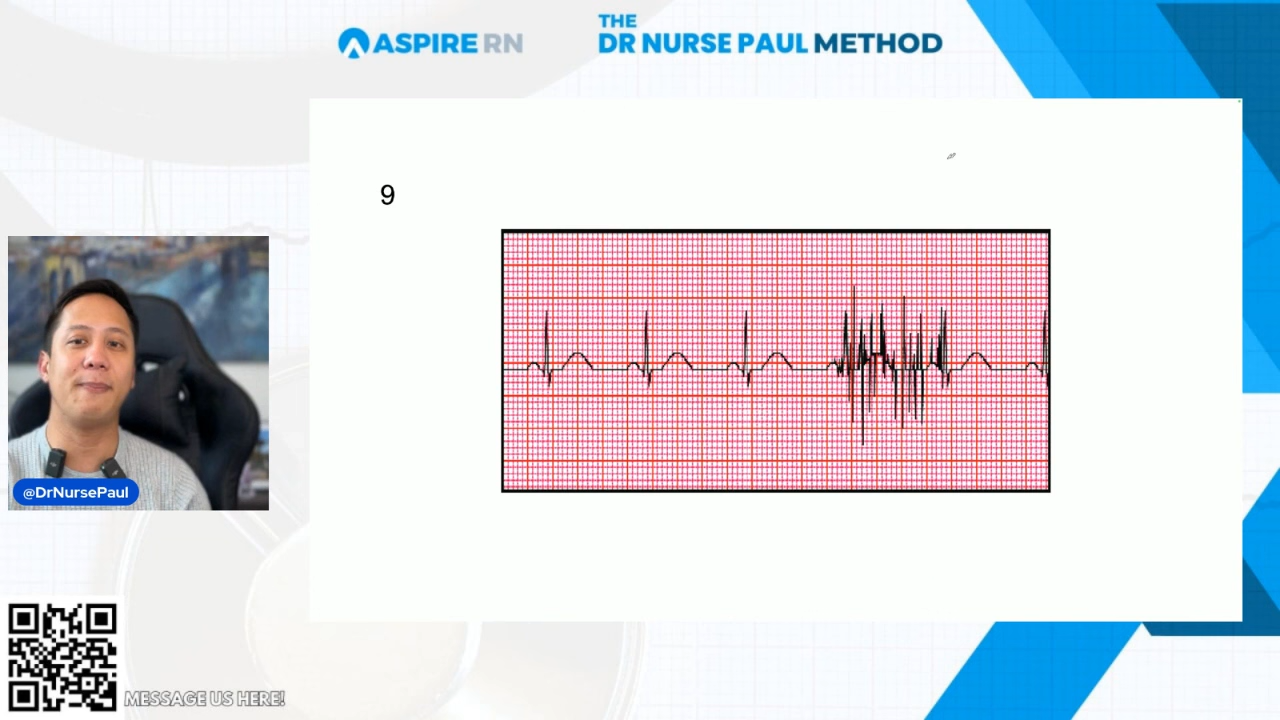 ASPIRE RN
THE
DR NURSE PAUL METHOD
9
@DrNursePaul
MESSAGE US HERE!